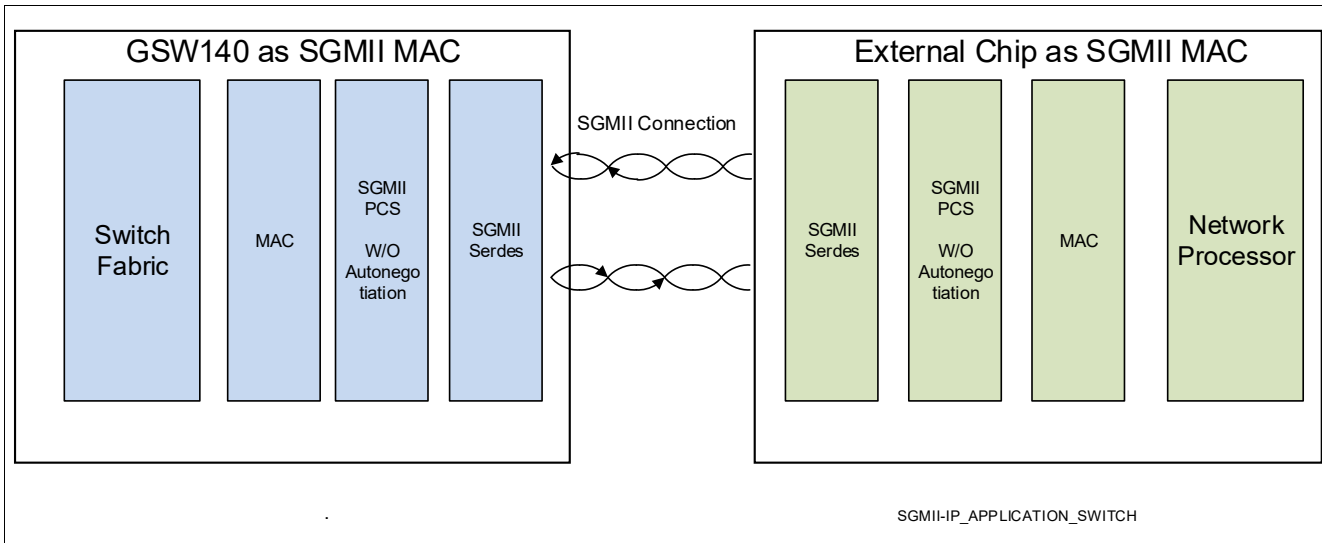 GSW140 as SGMII MAC
Switch
Fabric
MAC
SGMII
PCS
W/O
Autonego
tiation
SGMII
Serdes
SGMII Connection
External Chip as SGMII MAC
SGMII
Serdes
SGMII
PCS
W/O
Autonego
tiation
MAC
Network
Processor
.
SGMII-IP_APPLICATION_SWITCH